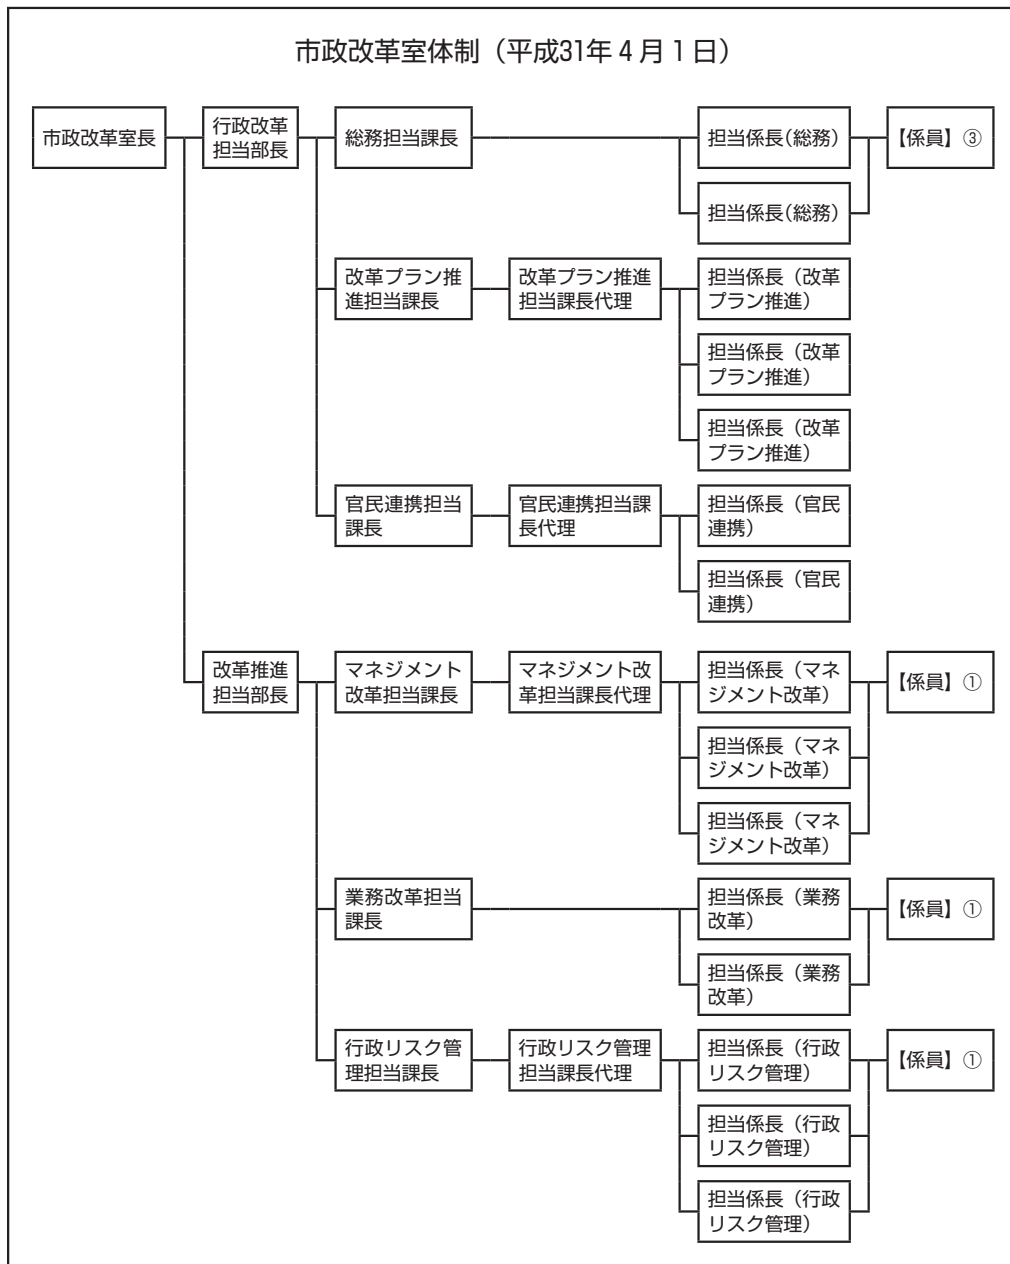 市政改革室体制（平成31年４月１日）
市政改革室長
行政改革
担当部長
総務担当課長
担当係長(総務)
【係員】③
担当係長(総務)
改革プラン推
進担当課長
改革プラン推進
担当課長代理
担当係長（改革
プラン推進）
担当係長（改革
プラン推進）
担当係長（改革
プラン推進）
官民連携担当
課長
官民連携担当課
長代理
担当係長（官民
連携）
担当係長（官民
連携）
改革推進
担当部長
マネジメント
改革担当課長
マネジメント改
革担当課長代理
担当係長（マネ
ジメント改革）
【係員】①
担当係長（マネ
ジメント改革）
担当係長（マネ
ジメント改革）
業務改革担当
課長
担当係長（業務
改革）
【係員】①
担当係長（業務
改革）
行政リスク管
理担当課長
行政リスク管理
担当課長代理
担当係長（行政
リスク管理）
【係員】①
担当係長（行政
リスク管理）
担当係長（行政
リスク管理）